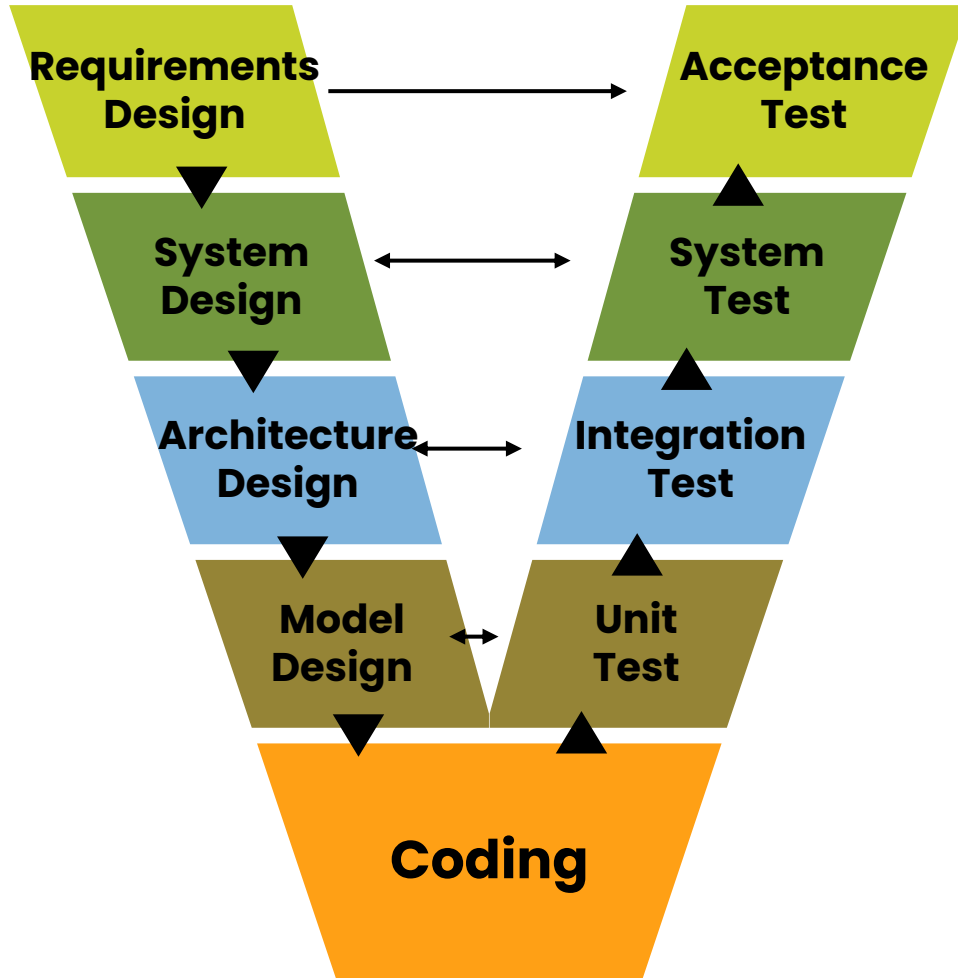 Requirements
Design
Acceptance
Test
System
Design
System
Test
Architecture
Design
Integration
Test
Model
Design
Unit
Test
Coding